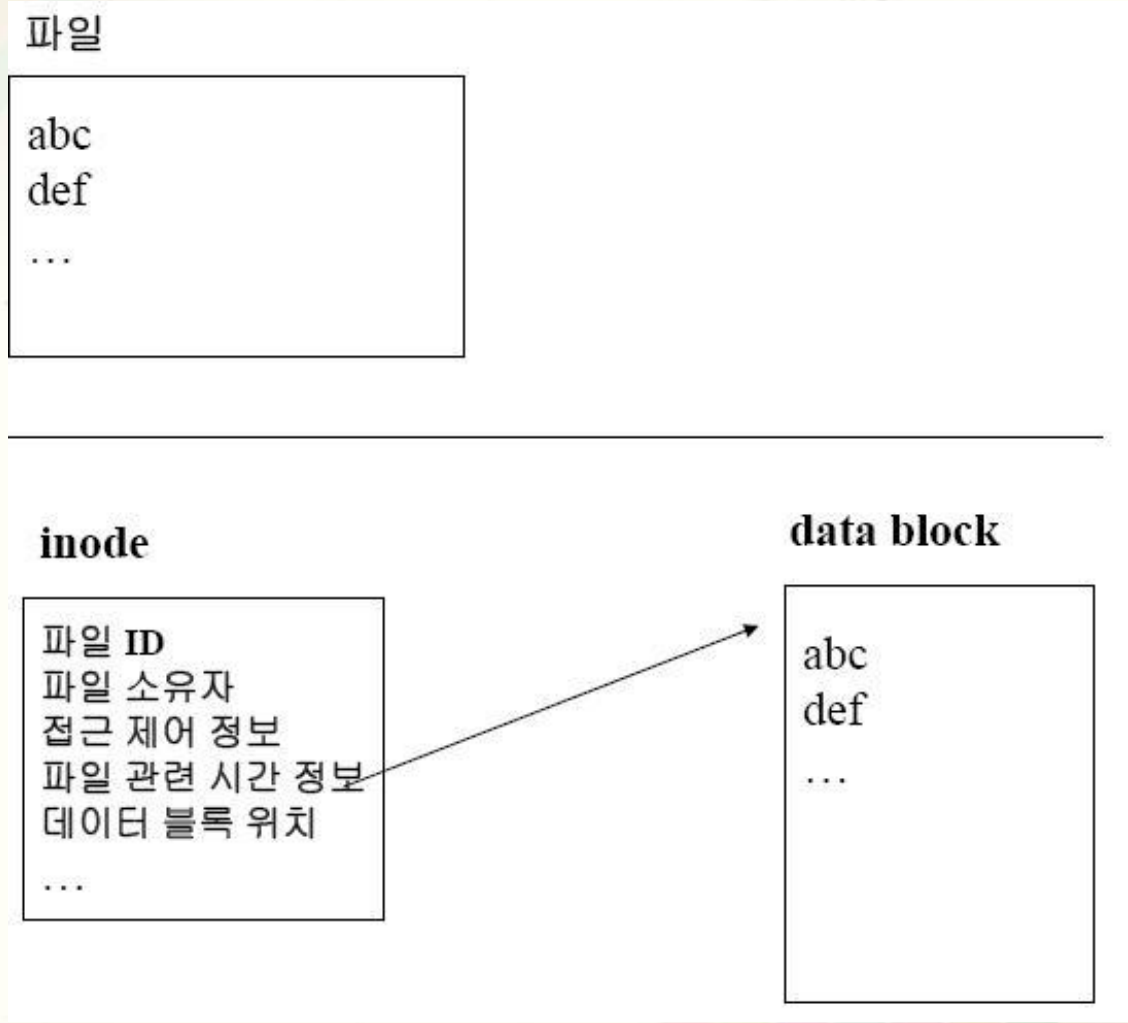 파일
abc
def
...
inode
파일 ID
파일 소유자
접근 제어 정보
파일 관련 시간 정보
데이터 블록 위치
...
data block
abc
def
...